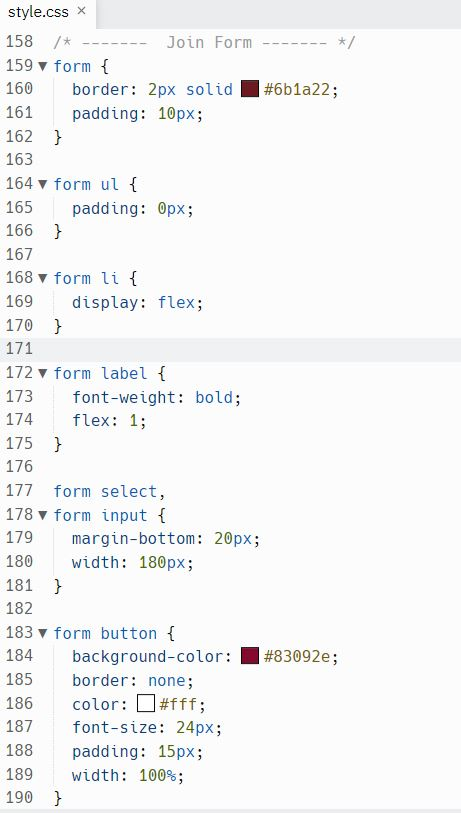 style.css ×
158 /* -------  Join Form ------- */
159 ▼ form {
160   border: 2px solid #6b1a22;
161   padding: 10px;
162 }
163
164 ▼ form ul {
165   padding: 0px;
166 }
167
168 ▼ form li {
169   display: flex;
170 }
171
172 ▼ form label {
173   font-weight: bold;
174   flex: 1;
175 }
176
177 form select,
178 ▼ form input {
179   margin-bottom: 20px;
180   width: 180px;
181 }
182
183 ▼ form button {
184   background-color: #83092e;
185   border: none;
186   color: #fff;
187   font-size: 24px;
188   padding: 15px;
189   width: 100%;
190 }